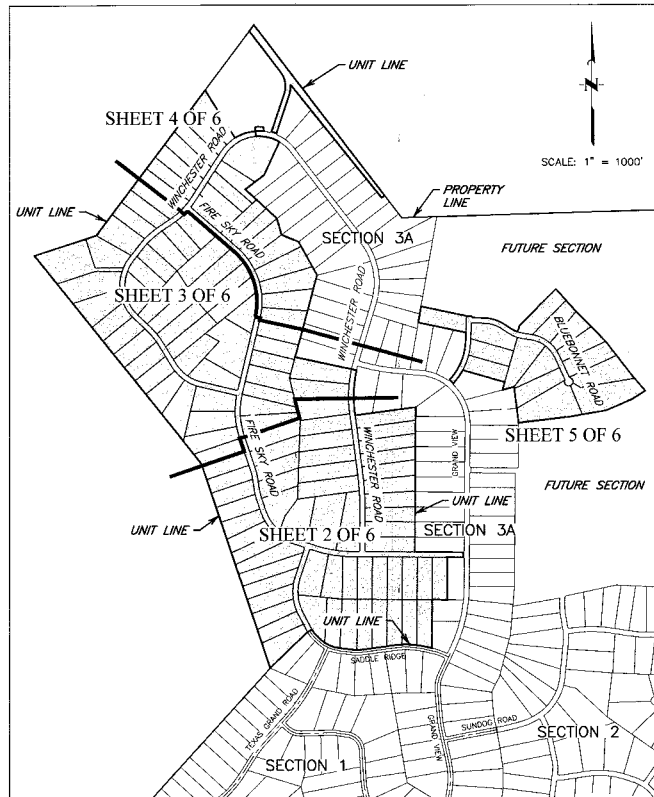 UNIT LINE
SHEET 4 OF 6
WINCHESTER ROAD
N
SCALE: 1" = 1000'
UNIT LINE
FIRE SKY ROAD
PROPERTY
LINE
SECTION 3A
FUTURE SECTION
SHEET 3 OF 6
WINCHESTER ROAD
BLUEBONNET ROAD
FIRE SKY ROAD
WINCHESTER ROAD
GRAND VIEW
SHEET 5 OF 6
FUTURE SECTION
UNIT LINE
UNIT LINE
SECTION 3A
SHEET 2 OF 6
UNIT LINE
SADDLE RIDGE
TEXAS GRAND ROAD
GRAND VIEW
SUNDOG ROAD
SECTION 2
SECTION 1